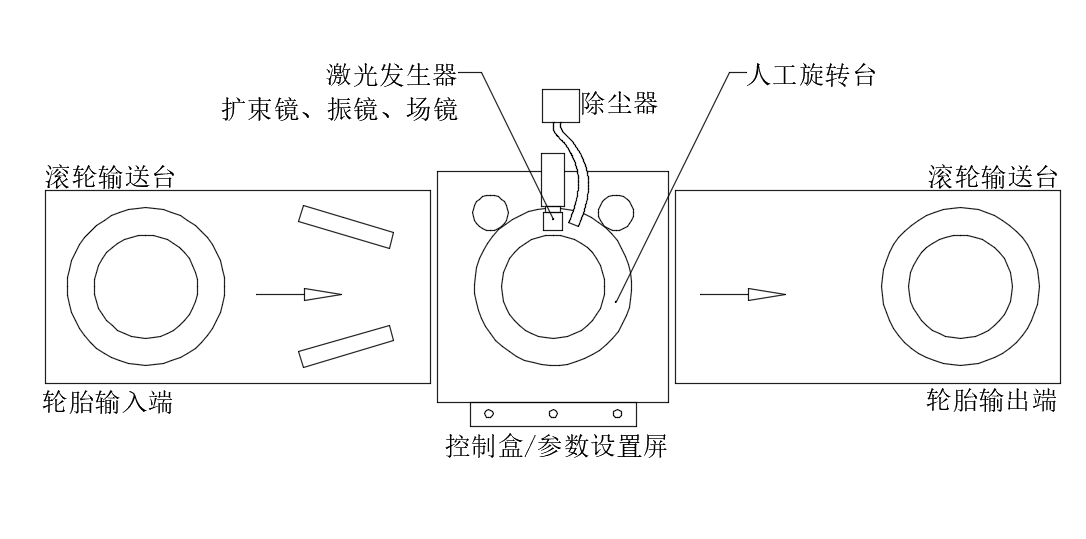 激光发生器
扩束镜、振镜、场镜
人工旋转台
除尘器
滚轮输送台
滚轮输送台
轮胎输入端
轮胎输出端
控制盒/参数设置屏